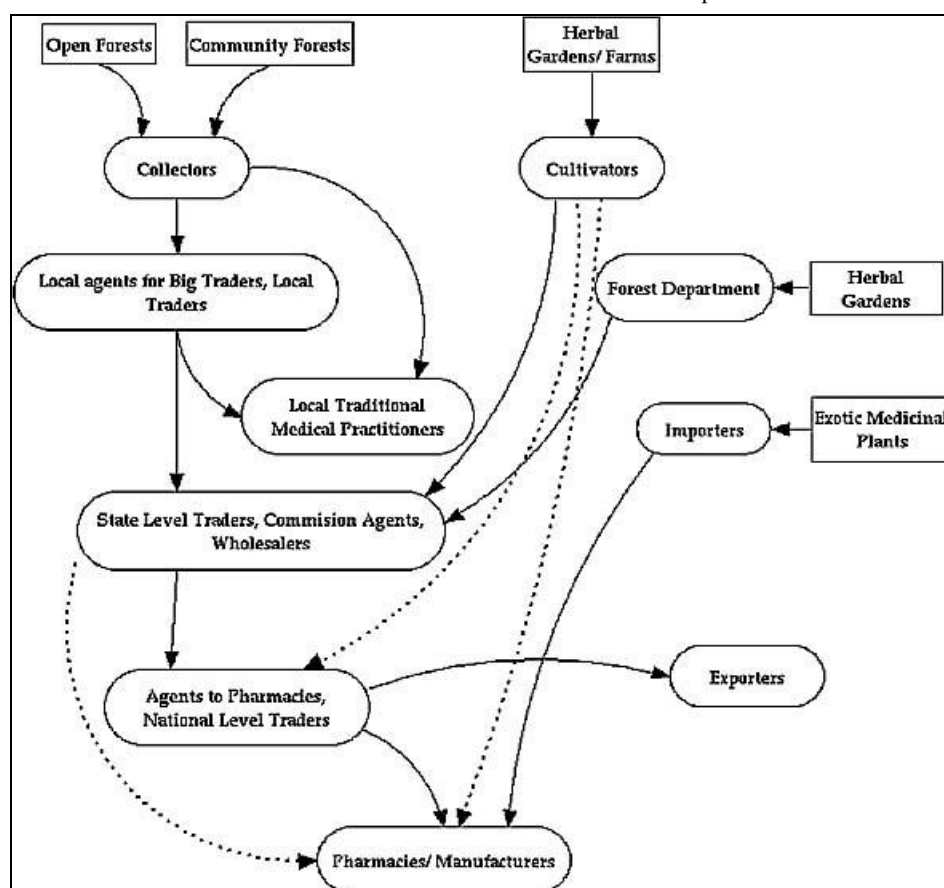 Open Forests
Community Forests
Herbal
Gardens/ Farms
Collectors
Cultivators
Local agents for Big Traders, Local
Traders
Forest Department
Herbal
Gardens
Local Traditional
Medical Practitioners
Importers
Exotic Medicinal
Plants
State Level Traders, Commision Agents,
Wholesalers
Agents to Pharmacies,
National Level Traders
Exporters
Pharmacies/ Manufacturers